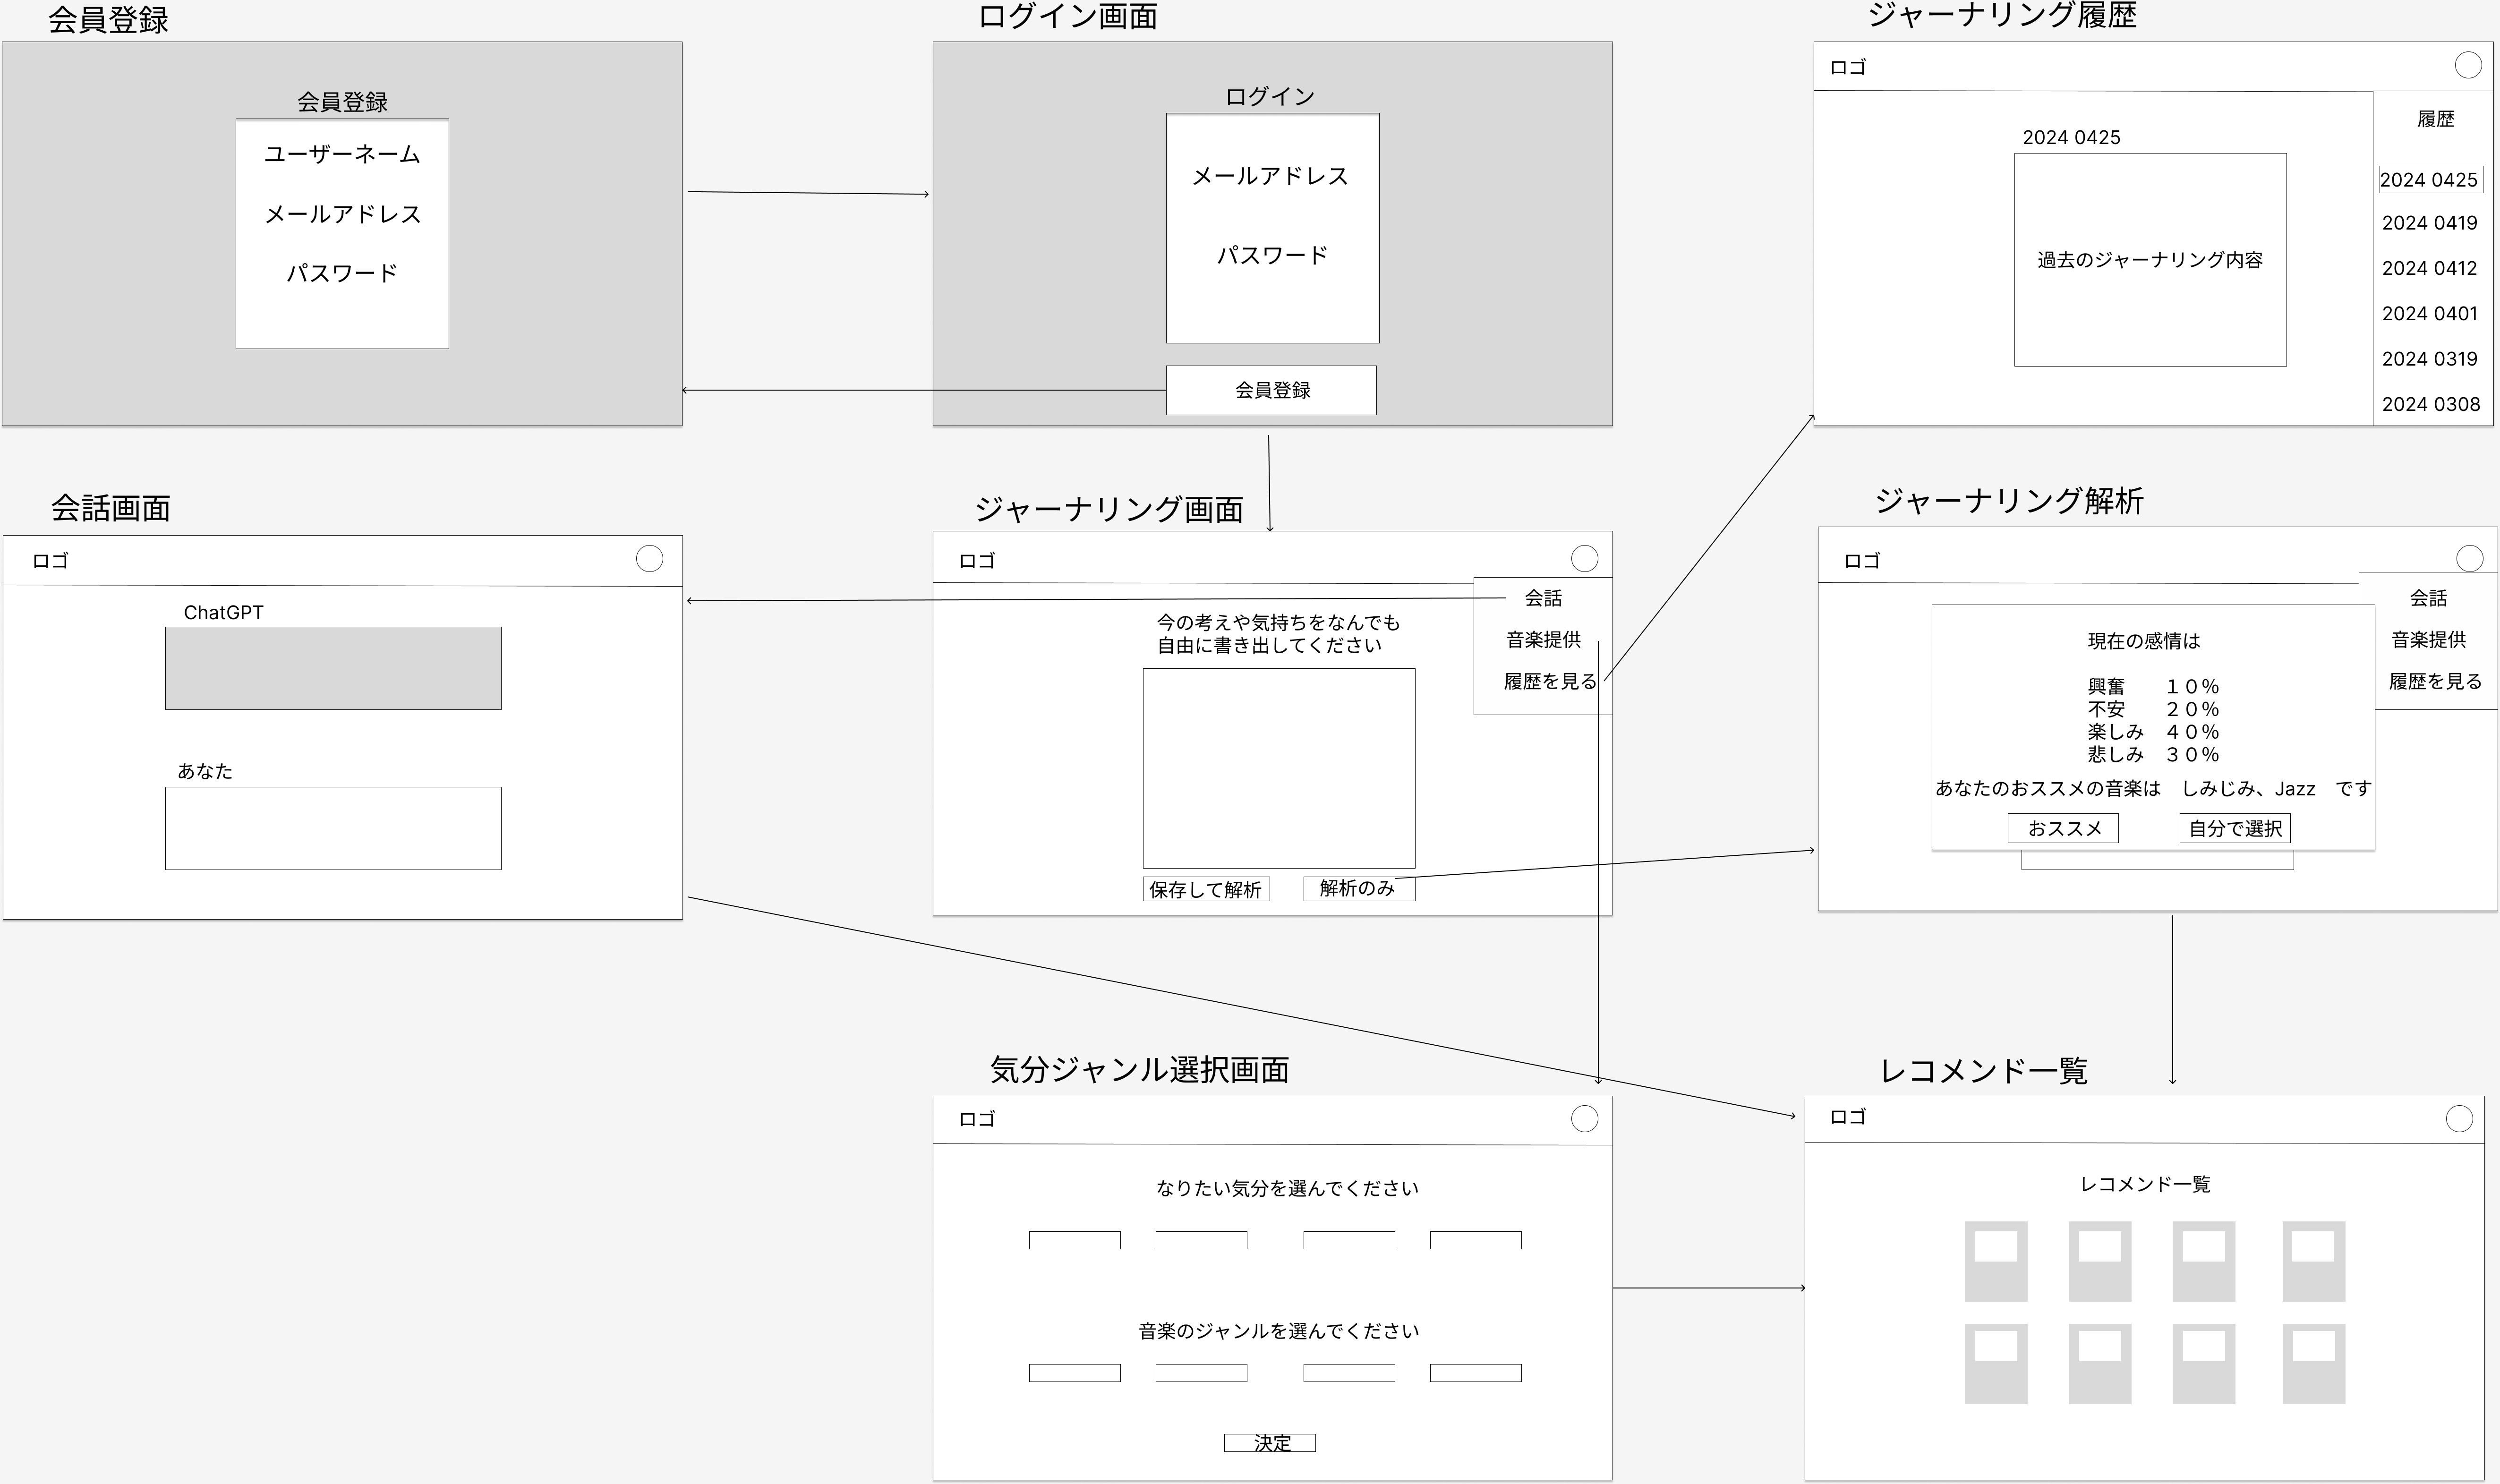 会員登録
会員登録
ユーザーネーム
メールアドレス
パスワード
ログイン画面
ログイン
メールアドレス
パスワード
会員登録
ジャーナリング履歴
ロゴ
2024 0425
過去のジャーナリング内容
履歴
2024 0425
2024 0419
2024 0412
2024 0401
2024 0319
2024 0308
会話画面
ロゴ
ChatGPT
あなた
ジャーナリング画面
ロゴ
会話
音楽提供
履歴を見る
今の考えや気持ちをなんでも
自由に書き出してください
保存して解析
解析のみ
ジャーナリング解析
ロゴ
会話
音楽提供
履歴を見る
現在の感情は
興奮　　１０％
不安　　２０％
楽しみ　４０％
悲しみ　３０％
あなたのおススメの音楽は　しみじみ、Jazz　です
おススメ
自分で選択
気分ジャンル選択画面
ロゴ
なりたい気分を選んでください
音楽のジャンルを選んでください
決定
レコメンド一覧
ロゴ
レコメンド一覧